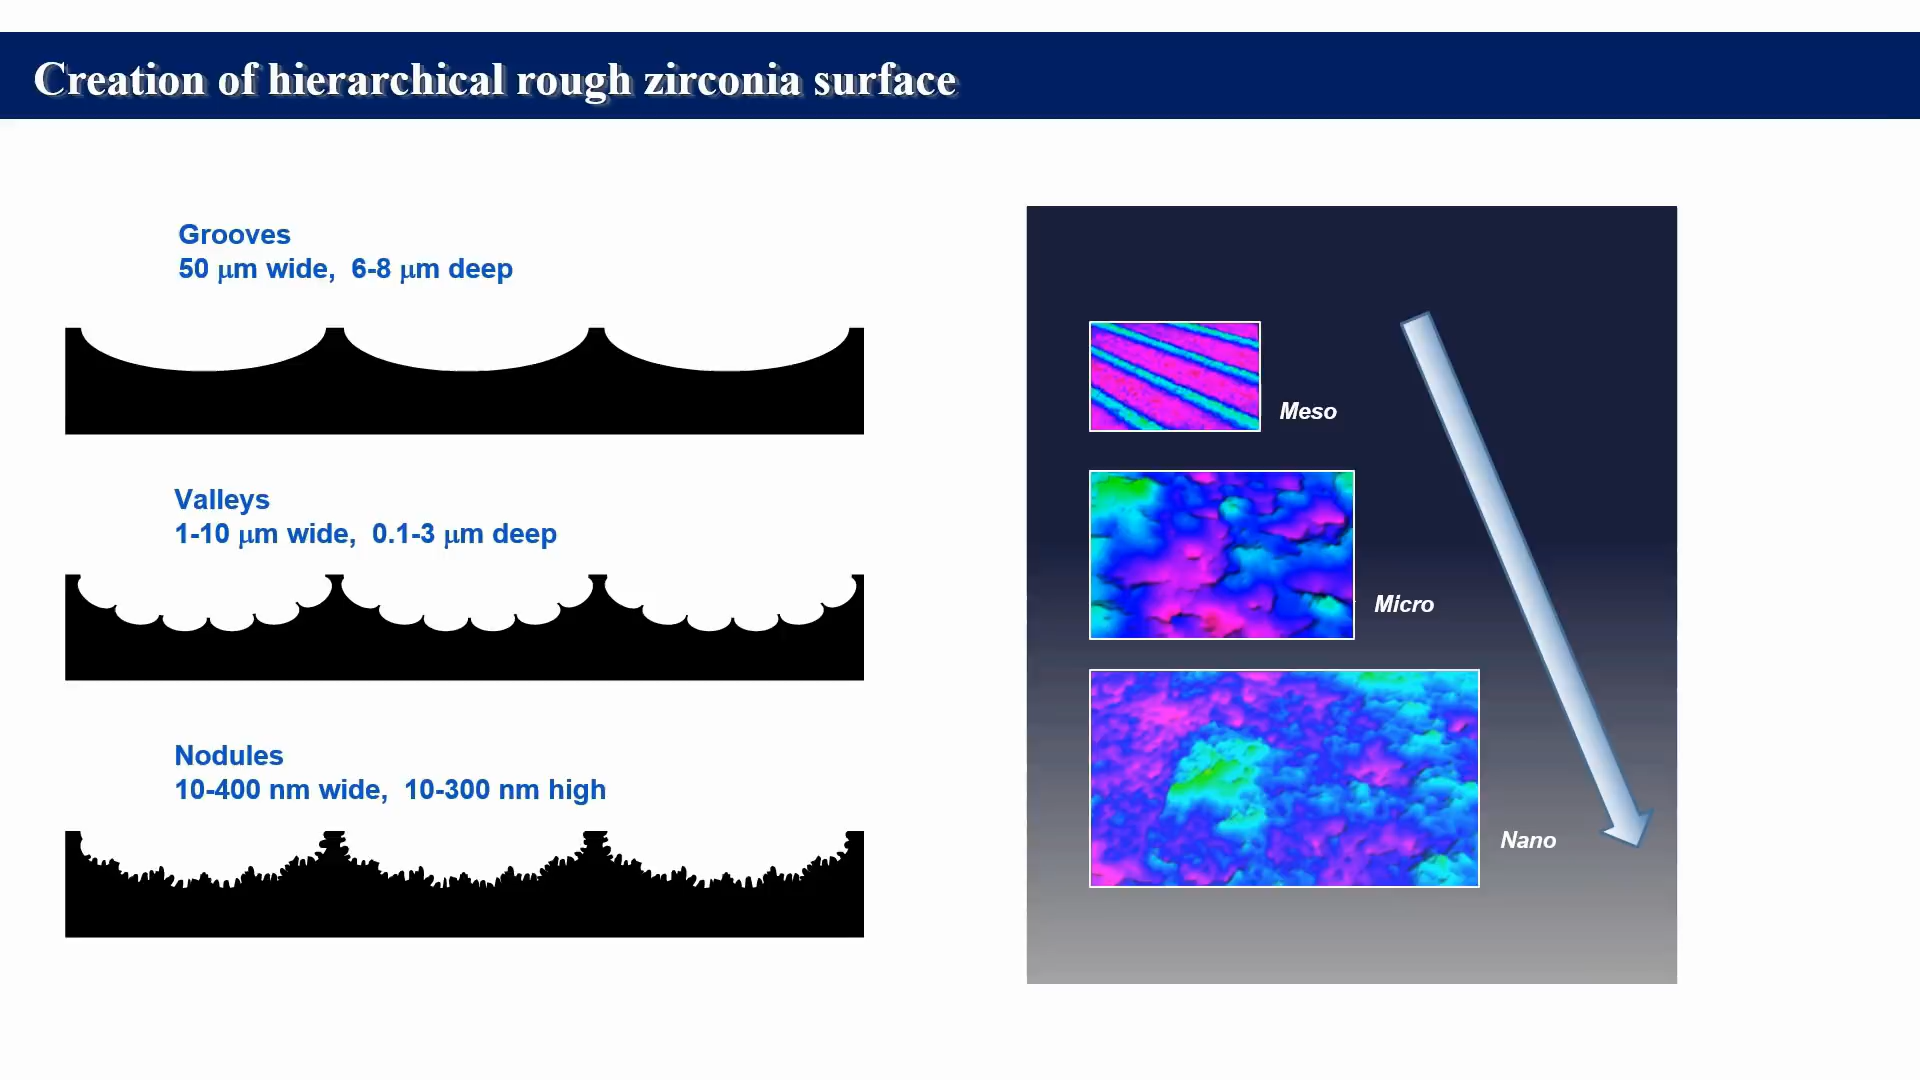 Creation of hierarchical rough zirconia surface
Grooves
50 μm wide, 6-8 μm deep
Valleys
1-10 μm wide, 0.1-3 μm deep
Nodules
10-400 nm wide, 10-300 nm high
Meso
Micro
Nano